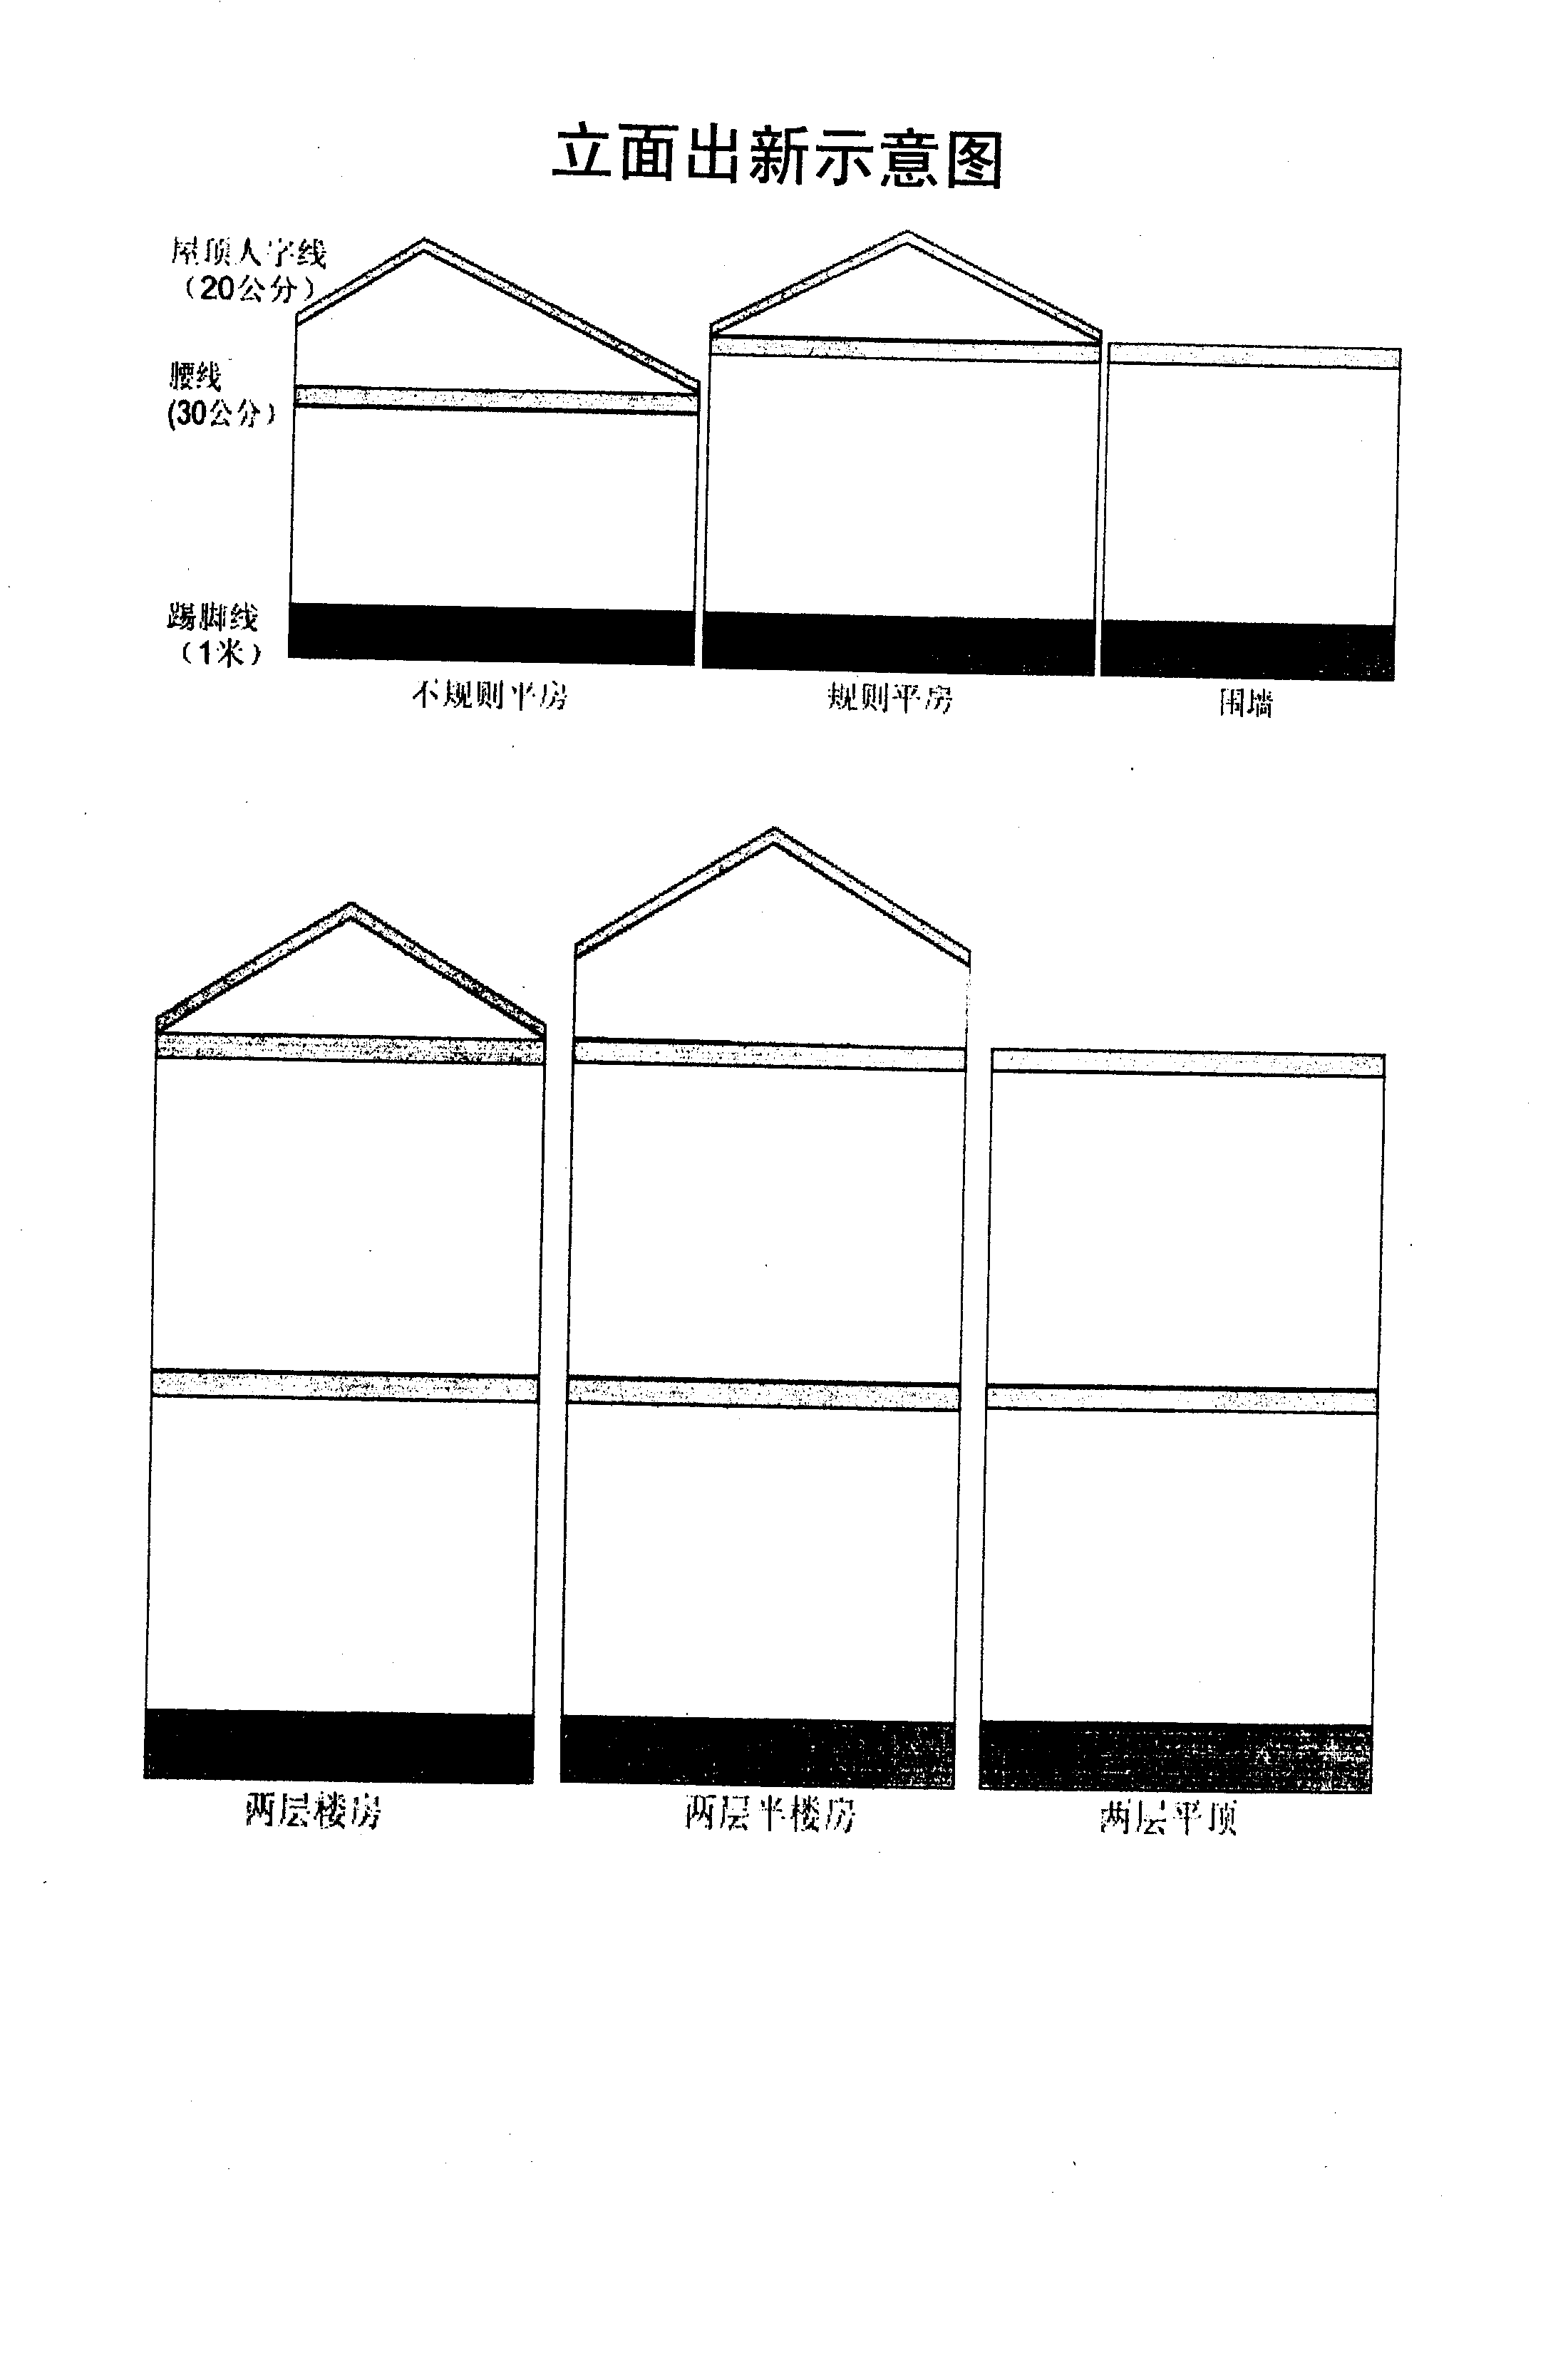 立面出新示意图
屋顶人字线
（20公分）
腰线
(30公分）
踢脚线
（1米）
不规则平房
规则平房
围墙
两层楼房
两层半楼房
两层平顶